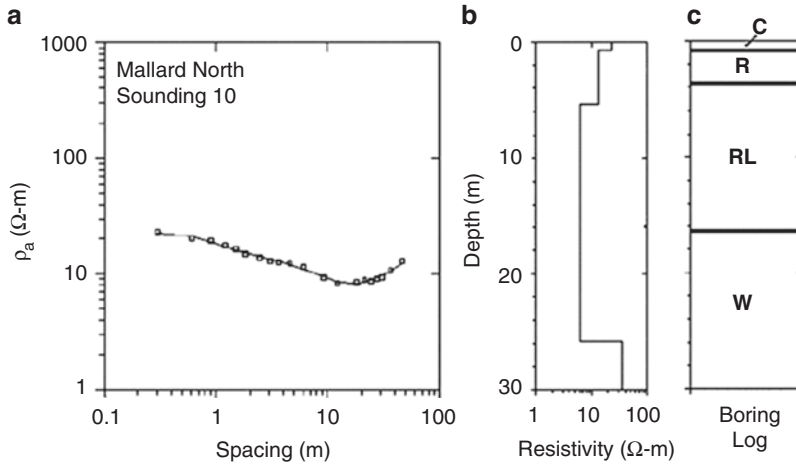 a
1000
100
10
1
0.1
1
10
100
ρa (Ω-m)
Spacing (m)
Mallard North
Sounding 10
b
0
10
20
30
Depth (m)
1
10
100
Resistivity (Ω-m)
c
C
R
RL
W
Boring
Log